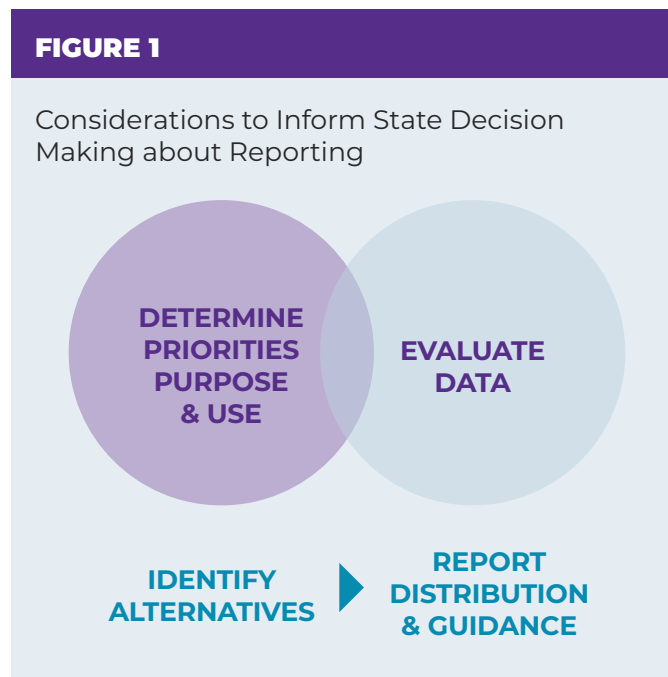 FIGURE 1
Considerations to Inform State Decision
Making about Reporting
DETERMINE
PRIORITIES
PURPOSE
& USE
EVALUATE
DATA
IDENTIFY
ALTERNATIVES
REPORT
DISTRIBUTION
& GUIDANCE